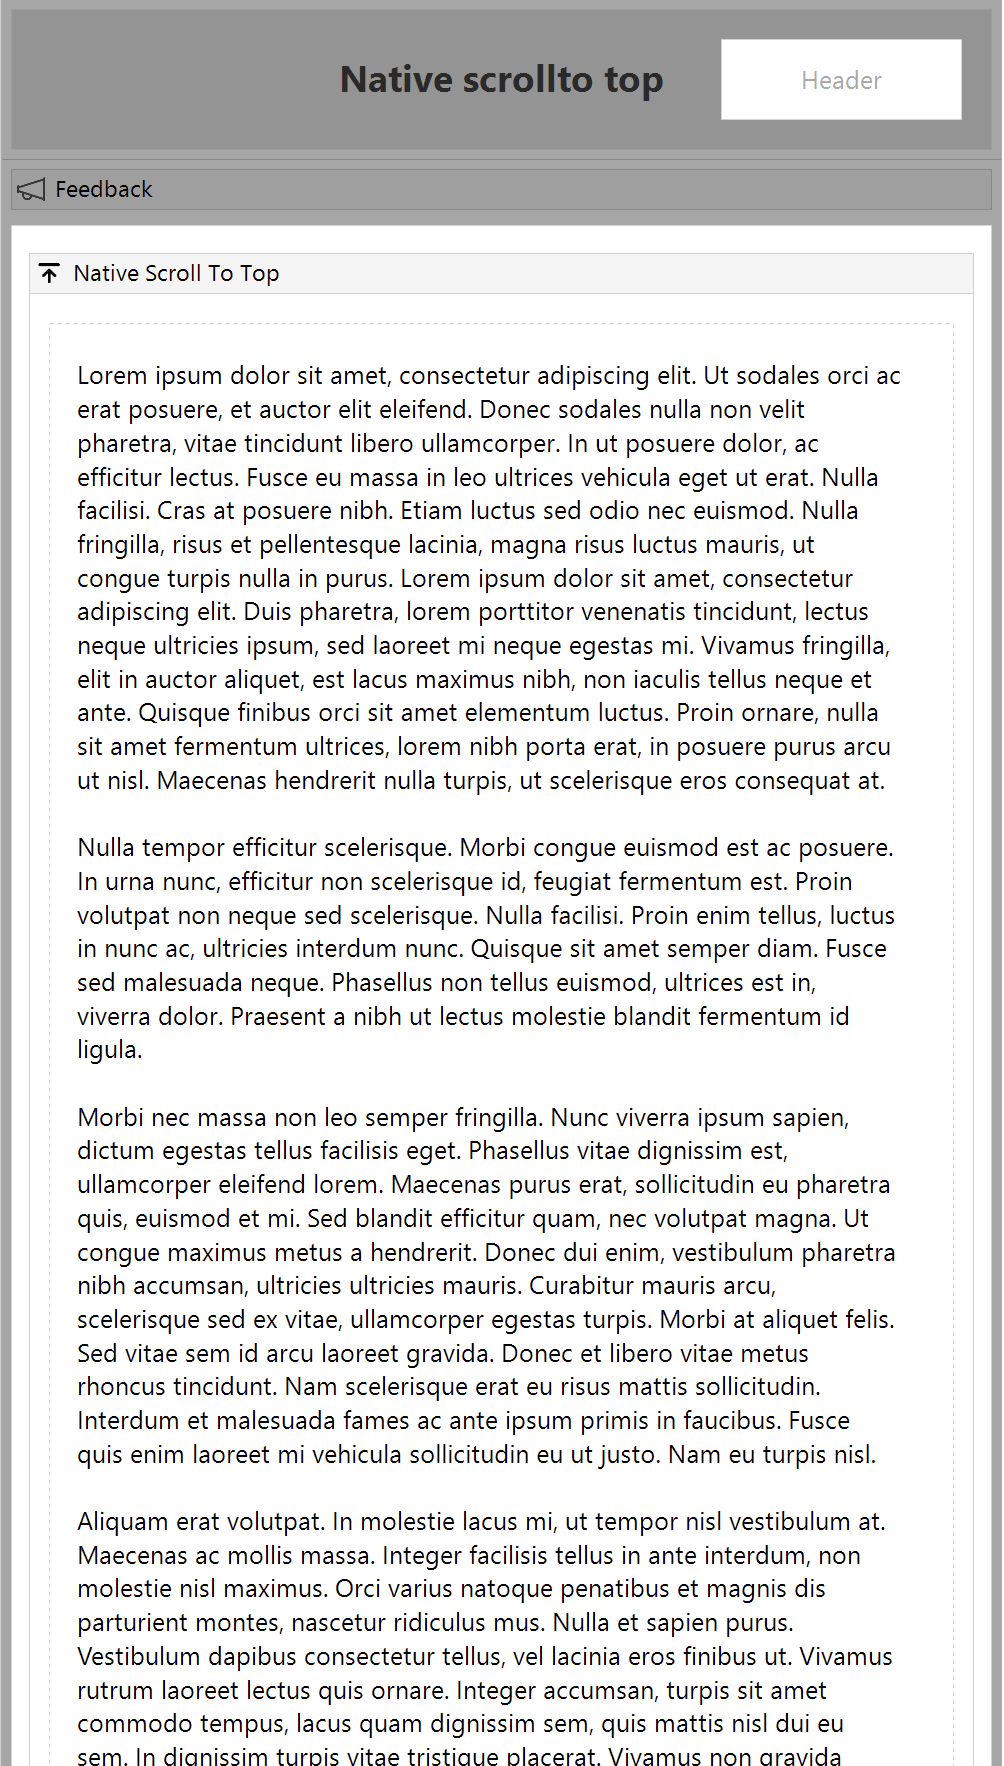 Native scrollto top
Header
Feedback
Native Scroll To Top
Lorem ipsum dolor sit amet, consectetur adipiscing elit. Ut sodales orci ac
erat posuere, et auctor elit eleifend. Donec sodales nulla non velit
pharetra, vitae tincidunt libero ullamcorper. In ut posuere dolor, ac
efficitur lectus. Fusce eu massa in leo ultrices vehicula eget ut erat. Nulla
facilisi. Cras at posuere nibh. Etiam luctus sed odio nec euismod. Nulla
fringilla, risus et pellentesque lacinia, magna risus luctus mauris, ut
congue turpis nulla in purus. Lorem ipsum dolor sit amet, consectetur
adipiscing elit. Duis pharetra, lorem porttitor venenatis tincidunt, lectus
neque ultricies ipsum, sed laoreet mi neque egestas mi. Vivamus fringilla,
elit in auctor aliquet, est lacus maximus nibh, non iaculis tellus neque et
ante. Quisque finibus orci sit amet elementum luctus. Proin ornare, nulla
sit amet fermentum ultrices, lorem nibh porta erat, in posuere purus arcu
ut nisl. Maecenas hendrerit nulla turpis, ut scelerisque eros consequat at.
Nulla tempor efficitur scelerisque. Morbi congue euismod est ac posuere.
In urna nunc, efficitur non scelerisque id, feugiat fermentum est. Proin
volutpat non neque sed scelerisque. Nulla facilisi. Proin enim tellus, luctus
in nunc ac, ultricies interdum nunc. Quisque sit amet semper diam. Fusce
sed malesuada neque. Phasellus non tellus euismod, ultrices est in,
viverra dolor. Praesent a nibh ut lectus molestie blandit fermentum id
ligula.
Morbi nec massa non leo semper fringilla. Nunc viverra ipsum sapien,
dictum egestas tellus facilisis eget. Phasellus vitae dignissim est,
ullamcorper eleifend lorem. Maecenas purus erat, sollicitudin eu pharetra
quis, euismod et mi. Sed blandit efficitur quam, nec volutpat magna. Ut
congue maximus metus a hendrerit. Donec dui enim, vestibulum pharetra
nibh accumsan, ultricies ultricies mauris. Curabitur mauris arcu,
scelerisque sed ex vitae, ullamcorper egestas turpis. Morbi at aliquet felis.
Sed vitae sem id arcu laoreet gravida. Donec et libero vitae metus
rhoncus tincidunt. Nam scelerisque erat eu risus mattis sollicitudin.
Interdum et malesuada fames ac ante ipsum primis in faucibus. Fusce
quis enim laoreet mi vehicula sollicitudin eu ut justo. Nam eu turpis nisl.
Aliquam erat volutpat. In molestie lacus mi, ut tempor nisl vestibulum at.
Maecenas ac mollis massa. Integer facilisis tellus in ante interdum, non
molestie nisl maximus. Orci varius natoque penatibus et magnis dis
parturient montes, nascetur ridiculus mus. Nulla et sapien purus.
Vestibulum dapibus consectetur tellus, vel lacinia eros finibus ut. Vivamus
rutrum laoreet lectus quis ornare. Integer accumsan, turpis sit amet
commodo tempus, lacus quam dignissim sem, quis mattis nisl dui eu
sem. In dignissim turpis vitae tristique placerat. Vivamus non gravida